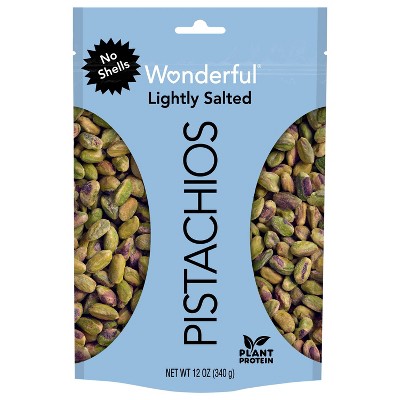 No
Shells
Wonderful®
Lightly Salted
PISTACHIOS
PLANT
PROTEIN
NET WT 12 OZ (340 g)